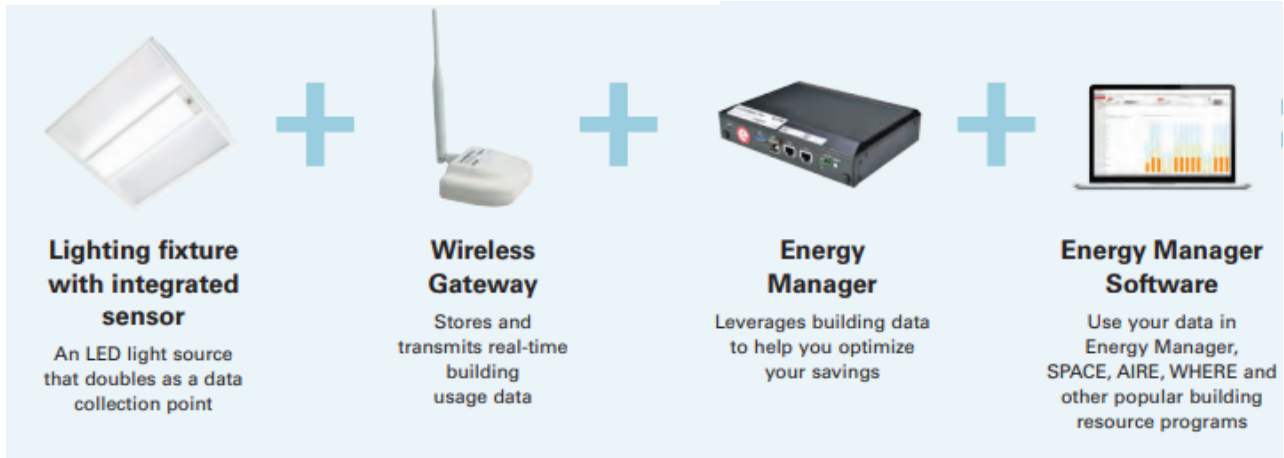 Lighting fixture
with integrated
sensor
An LED light source
that doubles as a data
collection point
Wireless
Gateway
Stores and
transmits real-time
building
usage data
Energy
Manager
Leverages building data
to help you optimize
your savings
Energy Manager
Software
Use your data in
Energy Manager,
SPACE, AIRE, WHERE and
other popular building
resource programs